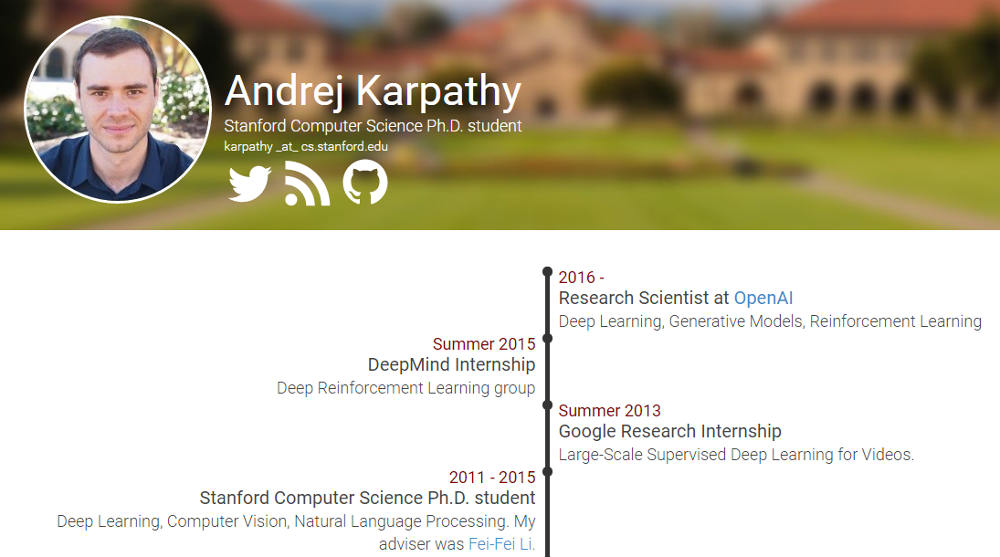 Andrej Karpathy
Stanford Computer Science Ph.D. student
karpathy _at_ cs.stanford.edu
2016 -
Research Scientist at OpenAI
Deep Learning, Generative Models, Reinforcement Learning
Summer 2015
DeepMind Internship
Deep Reinforcement Learning group
Summer 2013
Google Research Internship
Large-Scale Supervised Deep Learning for Videos.
2011 - 2015
Stanford Computer Science Ph.D. student
Deep Learning, Computer Vision, Natural Language Processing. My
adviser was Fei-Fei Li.